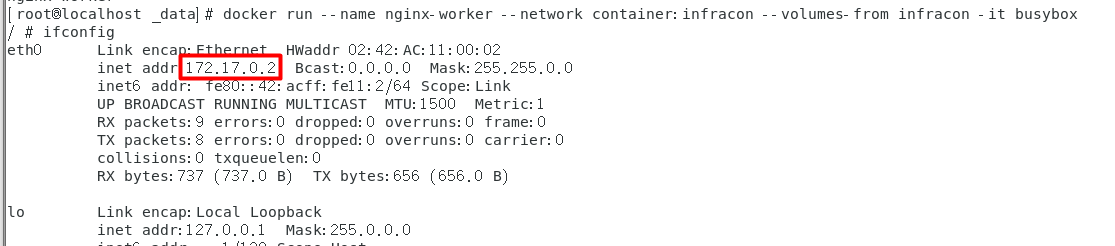 [root@localhost _data]# docker run --name nginx-worker --network container:infracon --volumes-from infracon -it busybox
/ # ifconfig
eth0 Link encap:Ethernet HWaddr 02:42:AC:11:00:02
inet addr:172.17.0.2 Bcast:0.0.0.0 Mask:255.255.0.0
inet6 addr: fe80::42:acff:fe11:2/64 Scope:Link
UP BROADCAST RUNNING MULTICAST MTU:1500 Metric:1
RX packets:9 errors:0 dropped:0 overruns:0 frame:0
TX packets:8 errors:0 dropped:0 overruns:0 carrier:0
collisions:0 txqueuelen:0
RX bytes:737 (737.0 B) TX bytes:656 (656.0 B)
lo Link encap:Local Loopback
inet addr:127.0.0.1 Mask:255.0.0.0